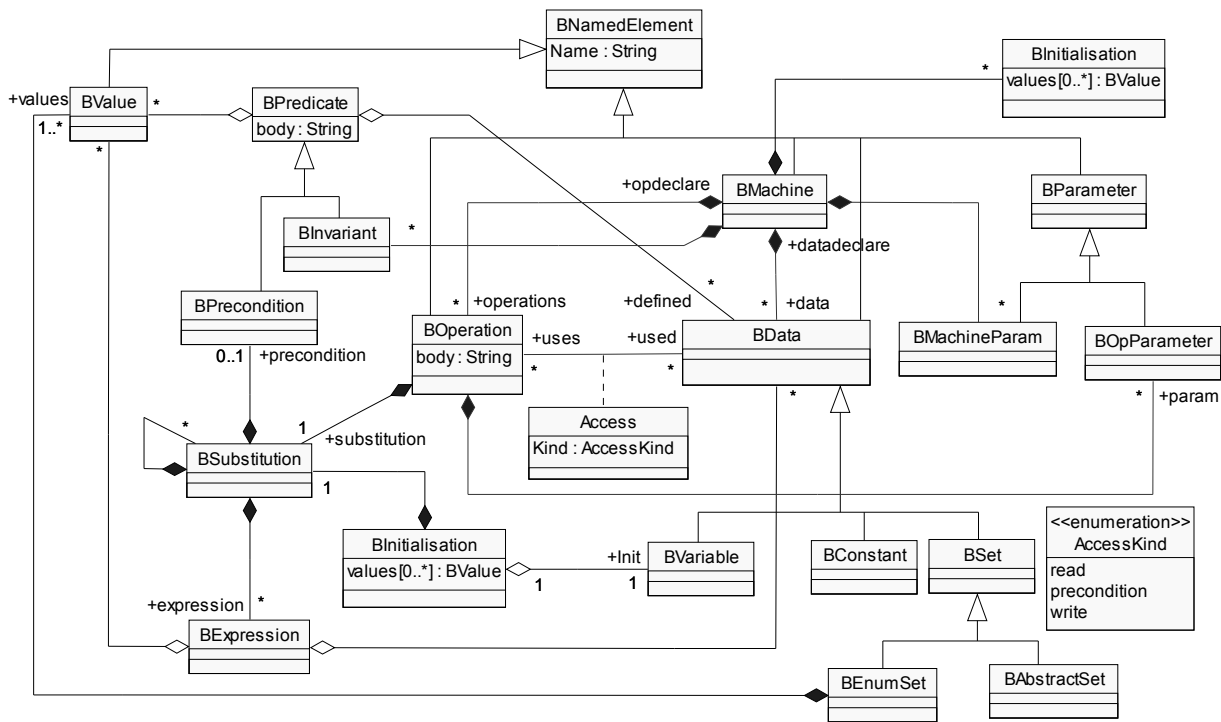 BNamedElement
Name : String
BInitialisation
values[0..*] : BValue
*
+values
BValue
1..*
*
*
BPredicate
body : String
+opdeclare
BMachine
BParameter
BInvariant
*
+datadeclare
BPrecondition
0..1
+precondition
*
+operations
BOperation
body : String
+uses
*
+defined
*
+used
*
*
+data
BData
*
*
BMachineParam
BOpParameter
*
+param
Access
Kind : AccessKind
*
1
+substitution
BSubstitution
1
BInitialisation
values[0..*] : BValue
1
+Init
1
BVariable
BConstant
BSet
<<enumeration>>
AccessKind
read
precondition
write
+expression
*
BExpression
BEnumSet
BAbstractSet